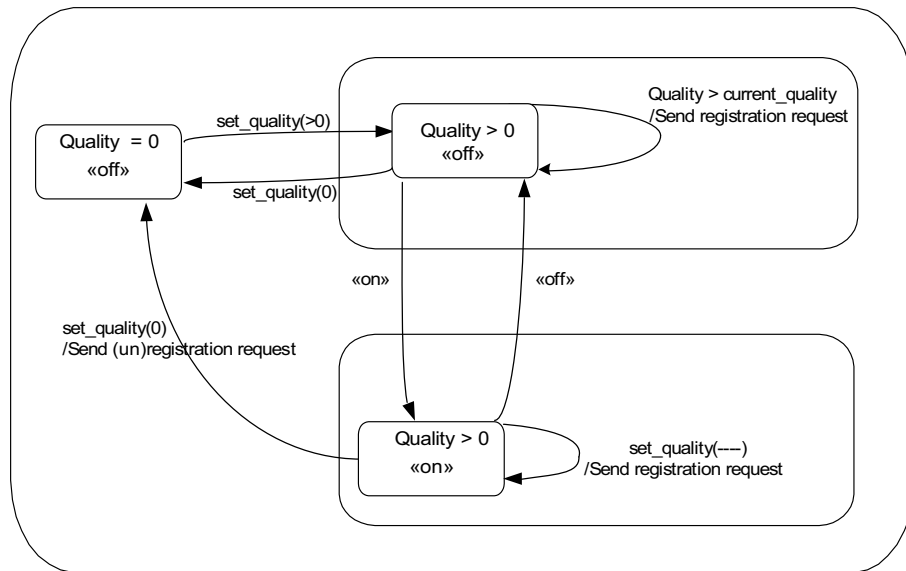 Quality > current_quality
/Send registration request
set_quality(>0)
Quality = 0
«off»
Quality > 0
«off»
set_quality(0)
«on»
«off»
set_quality(0)
/Send (un)registration request
Quality > 0
«on»
set_quality(----)
/Send registration request